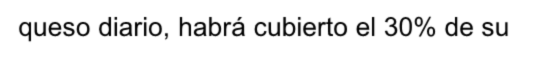 queso diario, habrá cubierto el 30% de su